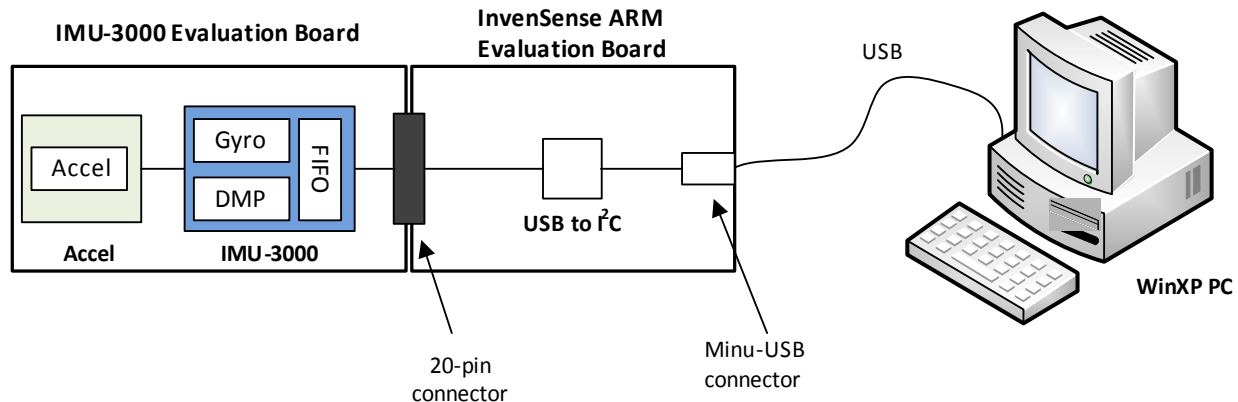 IMU-3000 Evaluation Board
InvenSense ARM
Evaluation Board
USB
Accel
Gyro
DMP
FIFO
Accel
IMU-3000
USB to I²C
WinXP PC
20-pin
connector
Minu-USB
connector